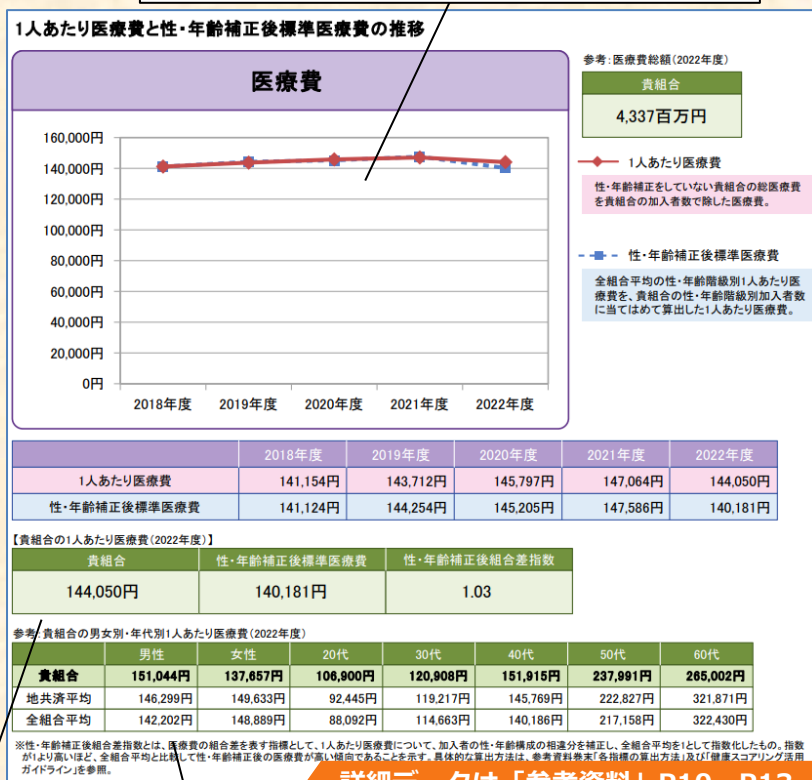 1人あたり医療費と性・年齢補正後標準医療費の推移
医療費
160,000円
140,000円
120,000円
100,000円
80,000円
60,000円
40,000円
20,000円
0円
2018年度 2019年度 2020年度 2021年度 2022年度
参考:医療費総額(2022年度)
貴組合
4,337百万円
1人あたり医療費
性・年齢補正をしていない貴組合の総医療費
を貴組合の加入者数で除した医療費。
性・年齢補正後標準医療費
全組合平均の性・年齢階級別1人あたり医
療費を、貴組合の性・年齢階級別加入者数
に当てはめて算出した1人あたり医療費。
2018年度 2019年度 2020年度 2021年度 2022年度
1人あたり医療費 141,154円 143,712円 145,797円 147,064円 144,050円
性・年齢補正後標準医療費 141,124円 144,254円 145,205円 147,586円 140,181円
【貴組合の1人あたり医療費(2022年度)】
貴組合 性・年齢補正後標準医療費 性・年齢補正後組合差指数
144,050円 140,181円 1.03
参考:貴組合の男女別・年代別1人あたり医療費(2022年度)
男性 女性 20代 30代 40代 50代 60代
貴組合 151,044円 137,657円 106,900円 120,908円 151,915円 237,991円 265,002円
地共済平均 146,299円 149,633円 92,445円 119,217円 145,769円 222,827円 321,871円
全組合平均 142,202円 148,889円 88,092円 114,663円 140,186円 217,158円 322,430円
※性・年齢補正後組合差指数とは、医療費の組合差を表す指標として、1人あたり医療費について、加入者の性・年齢構成の相違分を補正し、全組合平均を1として指数化したもの。指数
が1より高いほど、全組合平均と比較して性・年齢補正後の医療費が高い傾向であることを示す。具体的な算出方法は、参考資料巻末「各指標の算出方法」及び「健康スコアリング活用
ガイドライン」を参照。
詳細データは「参考資料」P10～P13